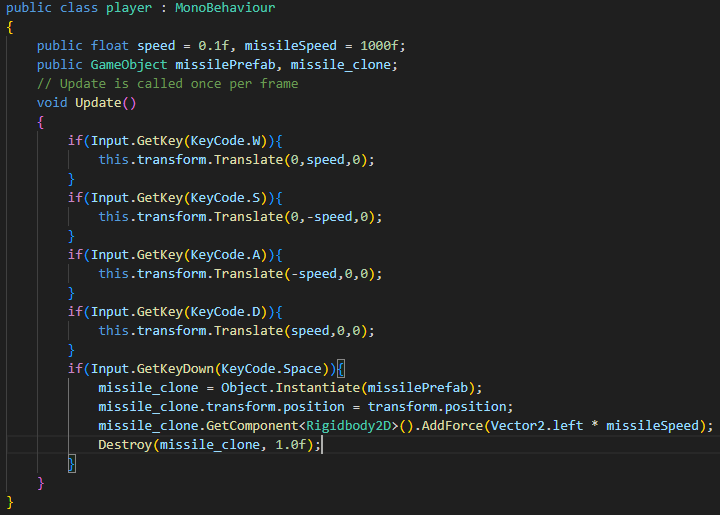 public class player : MonoBehaviour
{
    public float speed = 0.1f, missileSpeed = 1000f;
    public GameObject missilePrefab, missile_clone;
    // Update is called once per frame
    void Update()
    {
        if(Input.GetKey(KeyCode.W)){
            this.transform.Translate(0,speed,0);
        }
        if(Input.GetKey(KeyCode.S)){
            this.transform.Translate(0,-speed,0);
        }
        if(Input.GetKey(KeyCode.A)){
            this.transform.Translate(-speed,0,0);
        }
        if(Input.GetKey(KeyCode.D)){
            this.transform.Translate(speed,0,0);
        }
        if(Input.GetKeyDown(KeyCode.Space)){
            missile_clone = Object.Instantiate(missilePrefab);
            missile_clone.transform.position = transform.position;
            missile_clone.GetComponent<Rigidbody2D>().AddForce(Vector2.left * missileSpeed);
            Destroy(missile_clone, 1.0f);
        }
    }
}